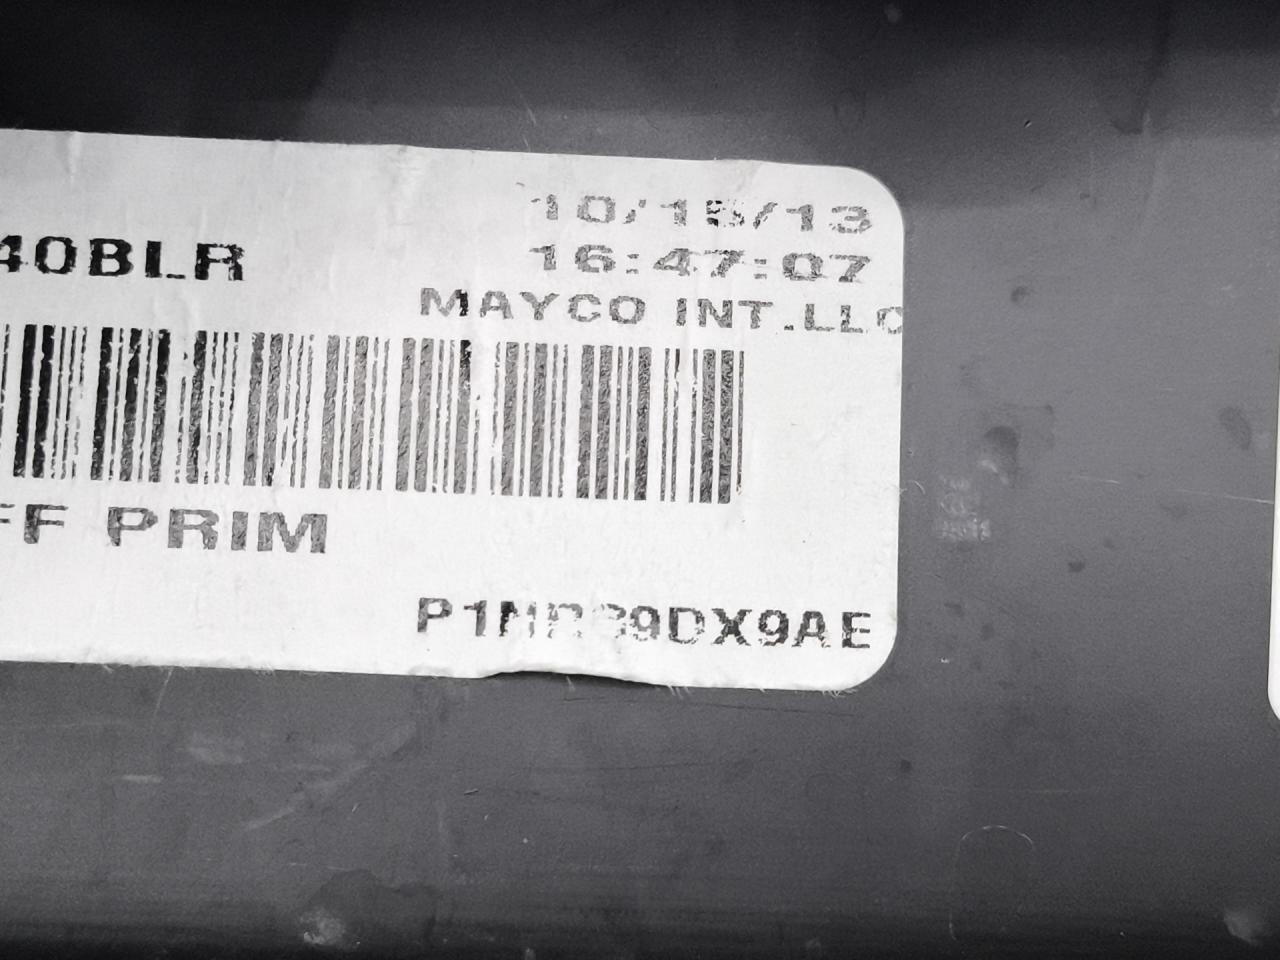 10/15/13
40BLR
16:47:07
MAYCO INT.LLC
FF PRIM